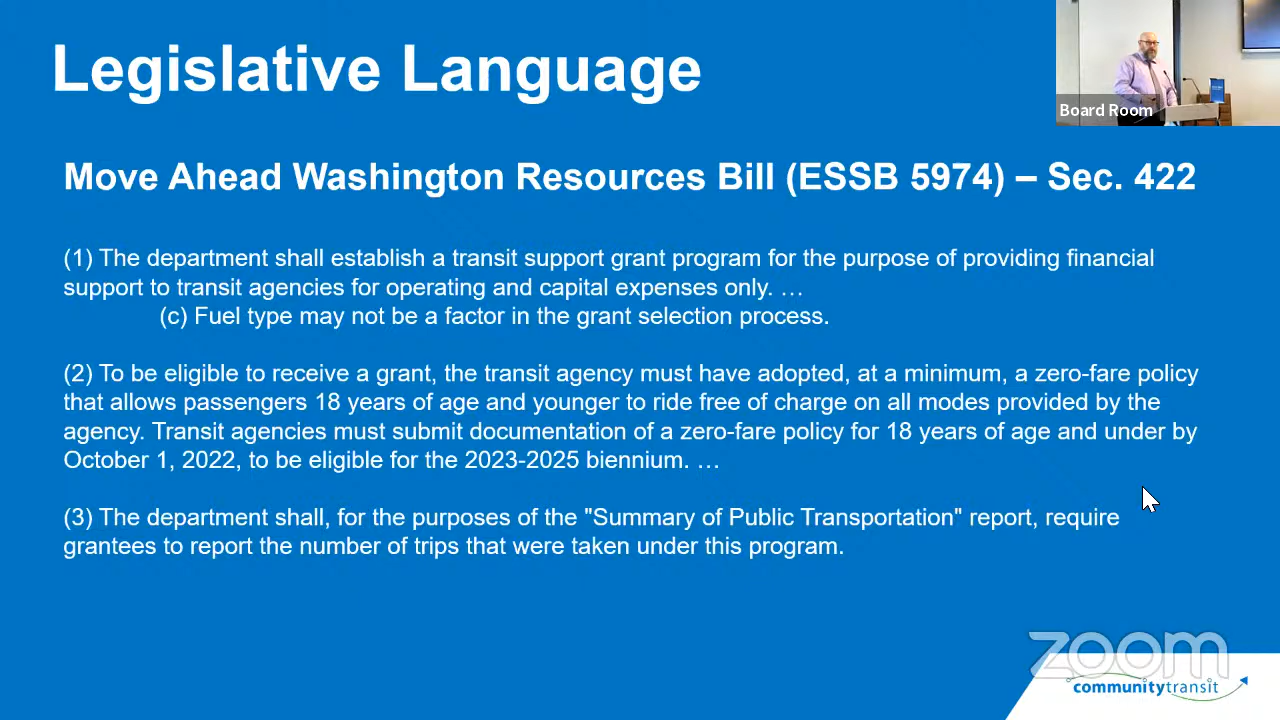 Legislative Language
Board Room
Move Ahead Washington Resources Bill (ESSB 5974) – Sec. 422
(1) The department shall establish a transit support grant program for the purpose of providing financial
support to transit agencies for operating and capital expenses only. …
(c) Fuel type may not be a factor in the grant selection process.
(2) To be eligible to receive a grant, the transit agency must have adopted, at a minimum, a zero-fare policy
that allows passengers 18 years of age and younger to ride free of charge on all modes provided by the
agency. Transit agencies must submit documentation of a zero-fare policy for 18 years of age and under by
October 1, 2022, to be eligible for the 2023-2025 biennium. …
(3) The department shall, for the purposes of the "Summary of Public Transportation" report, require
grantees to report the number of trips that were taken under this program.
zoom
communitytransit